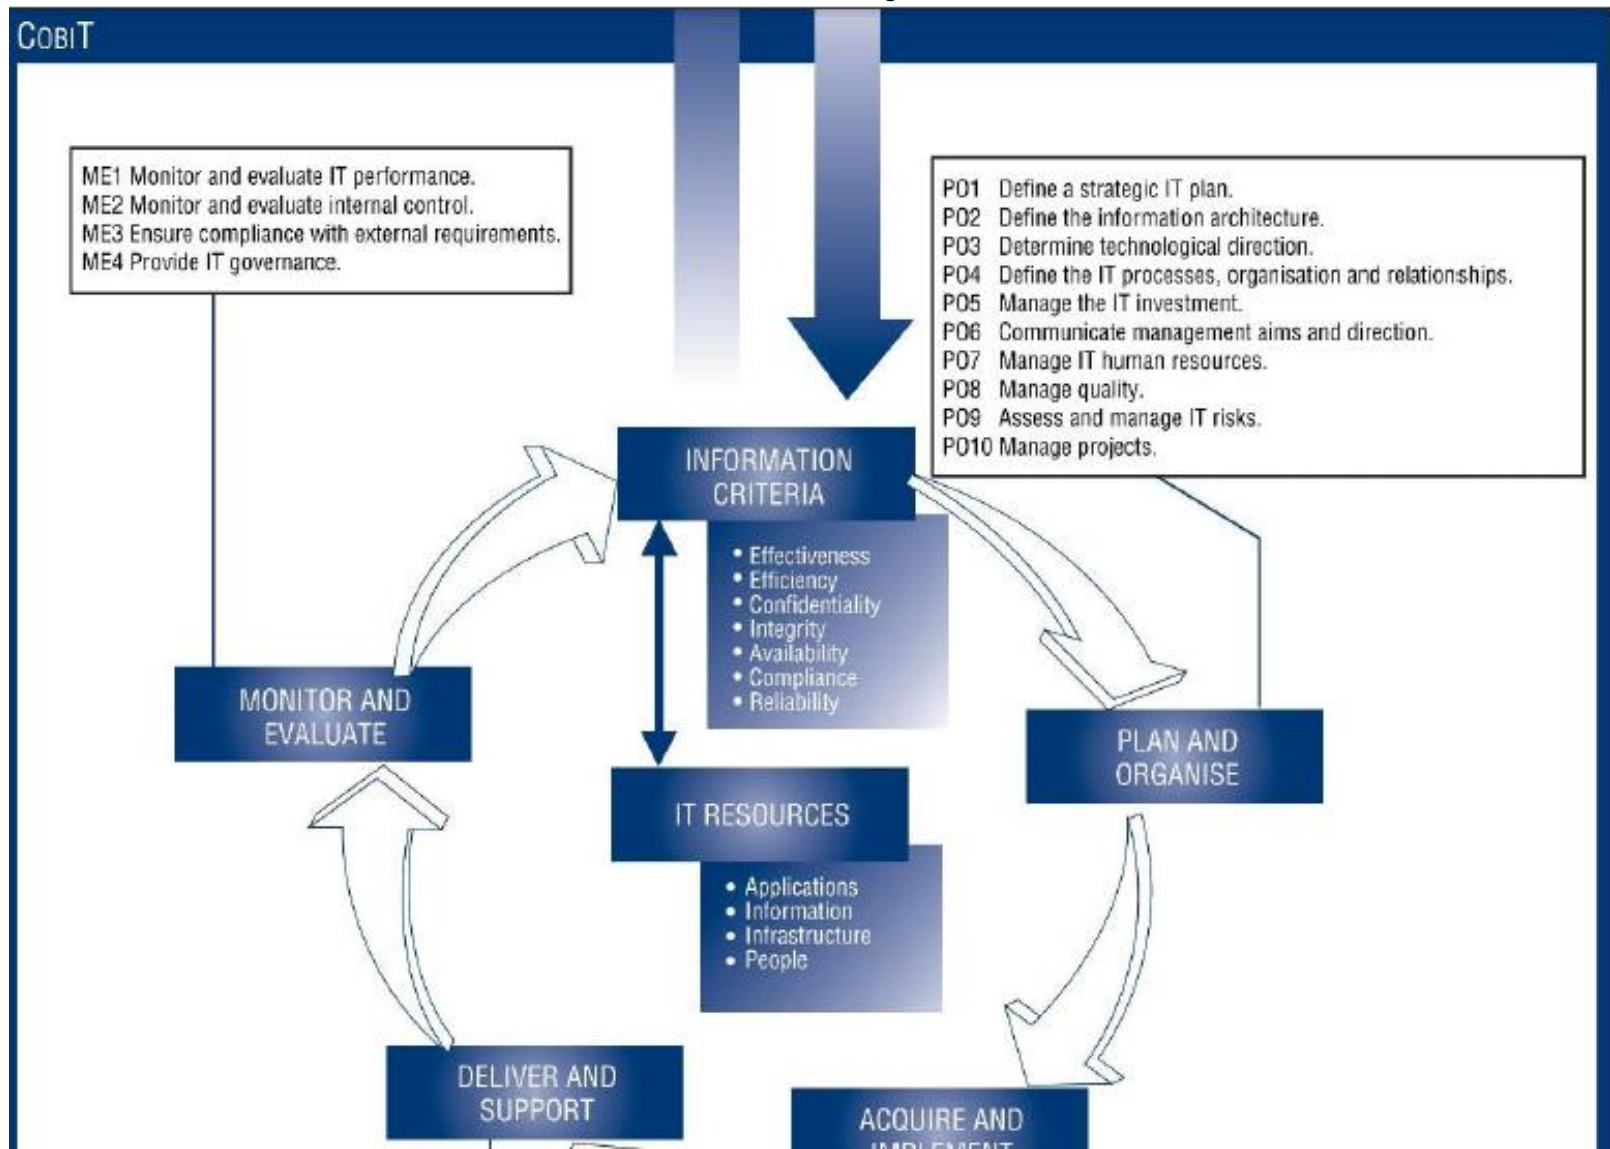 COBIT
ME1 Monitor and evaluate IT performance.
ME2 Monitor and evaluate internal control.
ME3 Ensure compliance with external requirements.
ME4 Provide IT governance.
PO1 Define a strategic IT plan.
PO2 Define the information architecture.
PO3 Determine technological direction.
PO4 Define the IT processes, organisation and relationships.
PO5 Manage the IT investment.
PO6 Communicate management aims and direction.
PO7 Manage IT human resources.
PO8 Manage quality.
PO9 Assess and manage IT risks.
PO10 Manage projects.
INFORMATION
CRITERIA
• Effectiveness
• Efficiency
• Confidentiality
• Integrity
• Availability
• Compliance
• Reliability
MONITOR AND
EVALUATE
PLAN AND
ORGANISE
IT RESOURCES
• Applications
• Information
• Infrastructure
• People
DELIVER AND
SUPPORT
ACQUIRE AND
IMPLEMENT